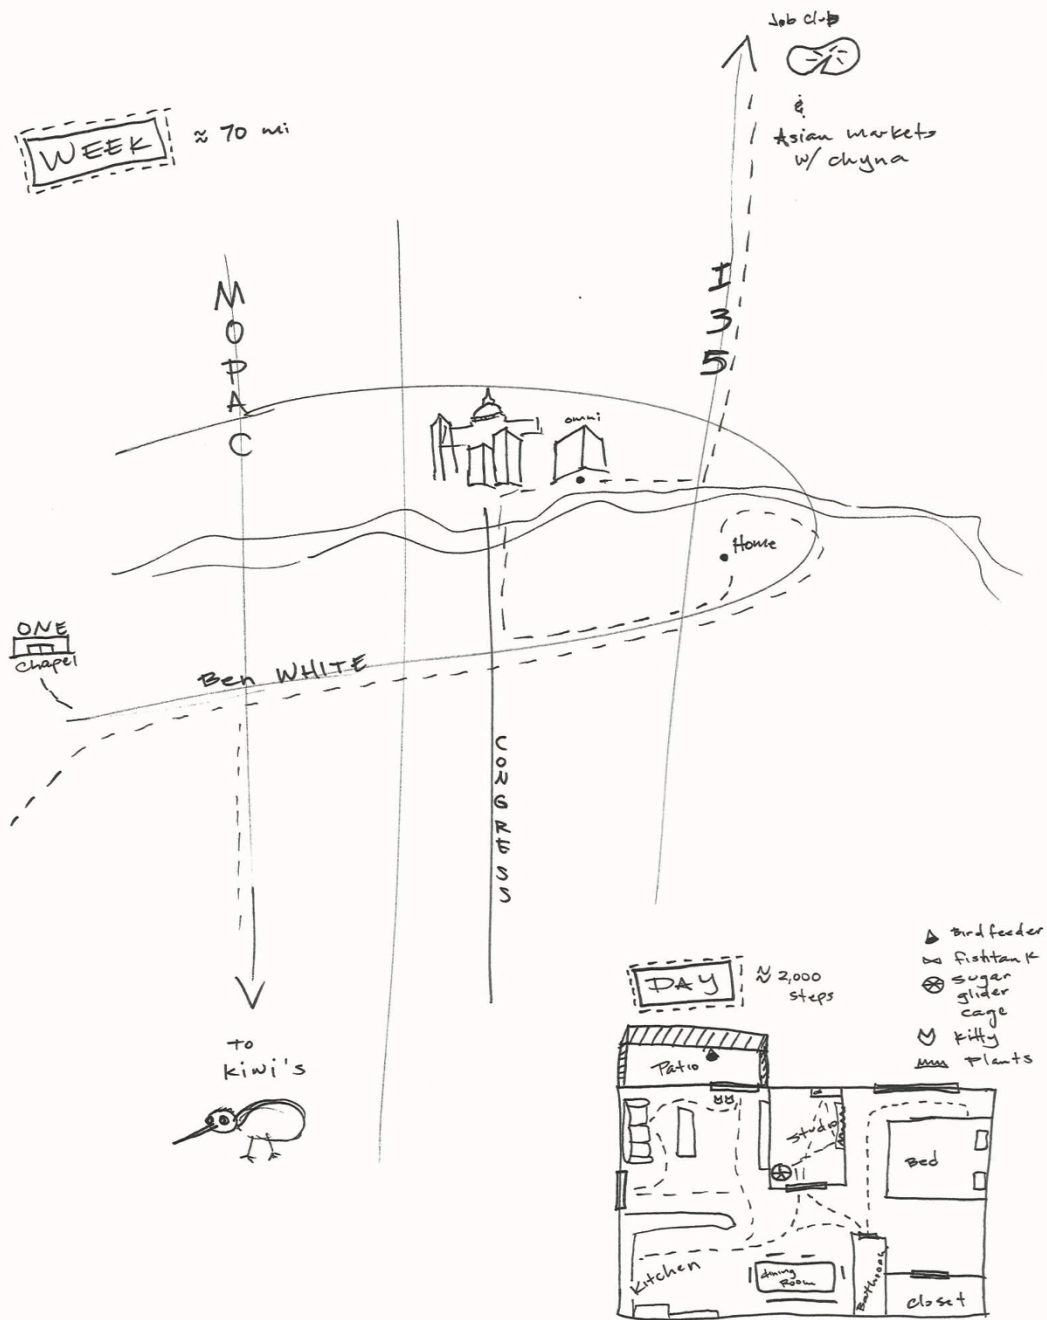 Job club
&
Asian markets
w/ chyna
WEEK
≈ 70 mi
MOPAC
I35
omni
Home
ONE
chapel
Ben WHITE
CONGRESS
to
Kiwi's
DAY
≈ 2,000
steps
Bird feeder
fishtank
sugar
glider
cage
Kitty
Plants
Patio
Studio
Bed
Kitchen
dining
Room
Bathroom
closet